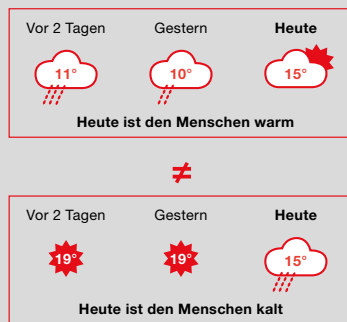 Vor 2 Tagen Gestern Heute
11° 10° 15°
Heute ist den Menschen warm
≠
Vor 2 Tagen Gestern Heute
19° 19° 15°
Heute ist den Menschen kalt